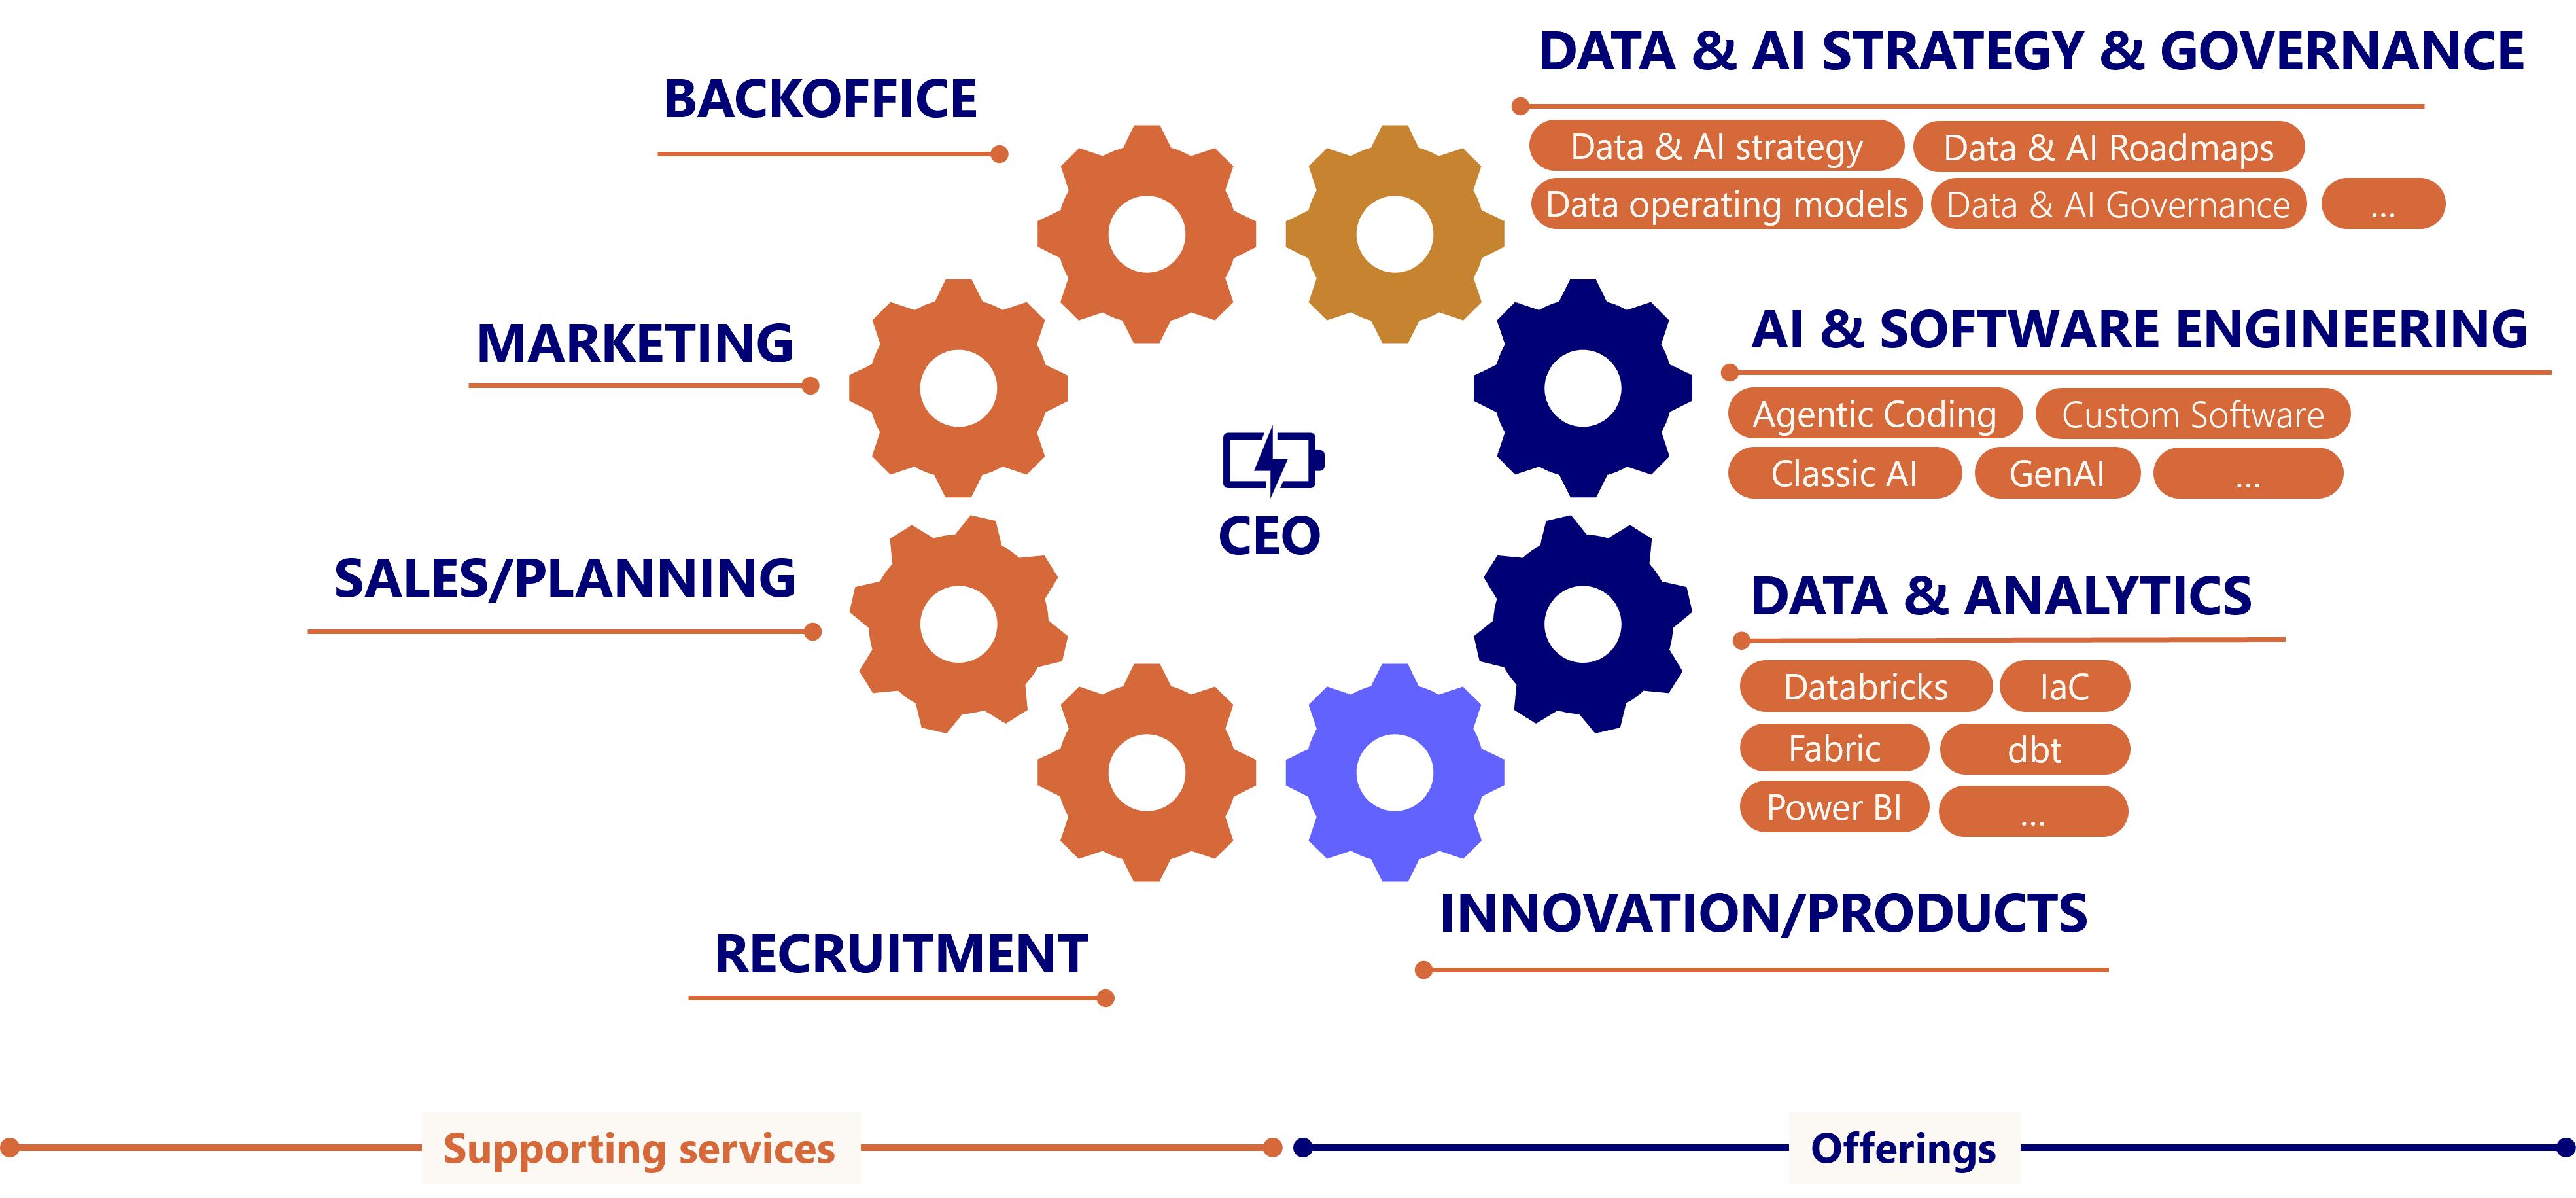 BACKOFFICE
MARKETING
SALES/PLANNING
RECRUITMENT
CEO
DATA & AI STRATEGY & GOVERNANCE
Data & AI strategy
Data & AI Roadmaps
Data operating models
Data & AI Governance
...
AI & SOFTWARE ENGINEERING
Agentic Coding
Custom Software
Classic AI
GenAI
...
DATA & ANALYTICS
Databricks
IaC
Fabric
dbt
Power BI
...
INNOVATION/PRODUCTS
Supporting services
Offerings